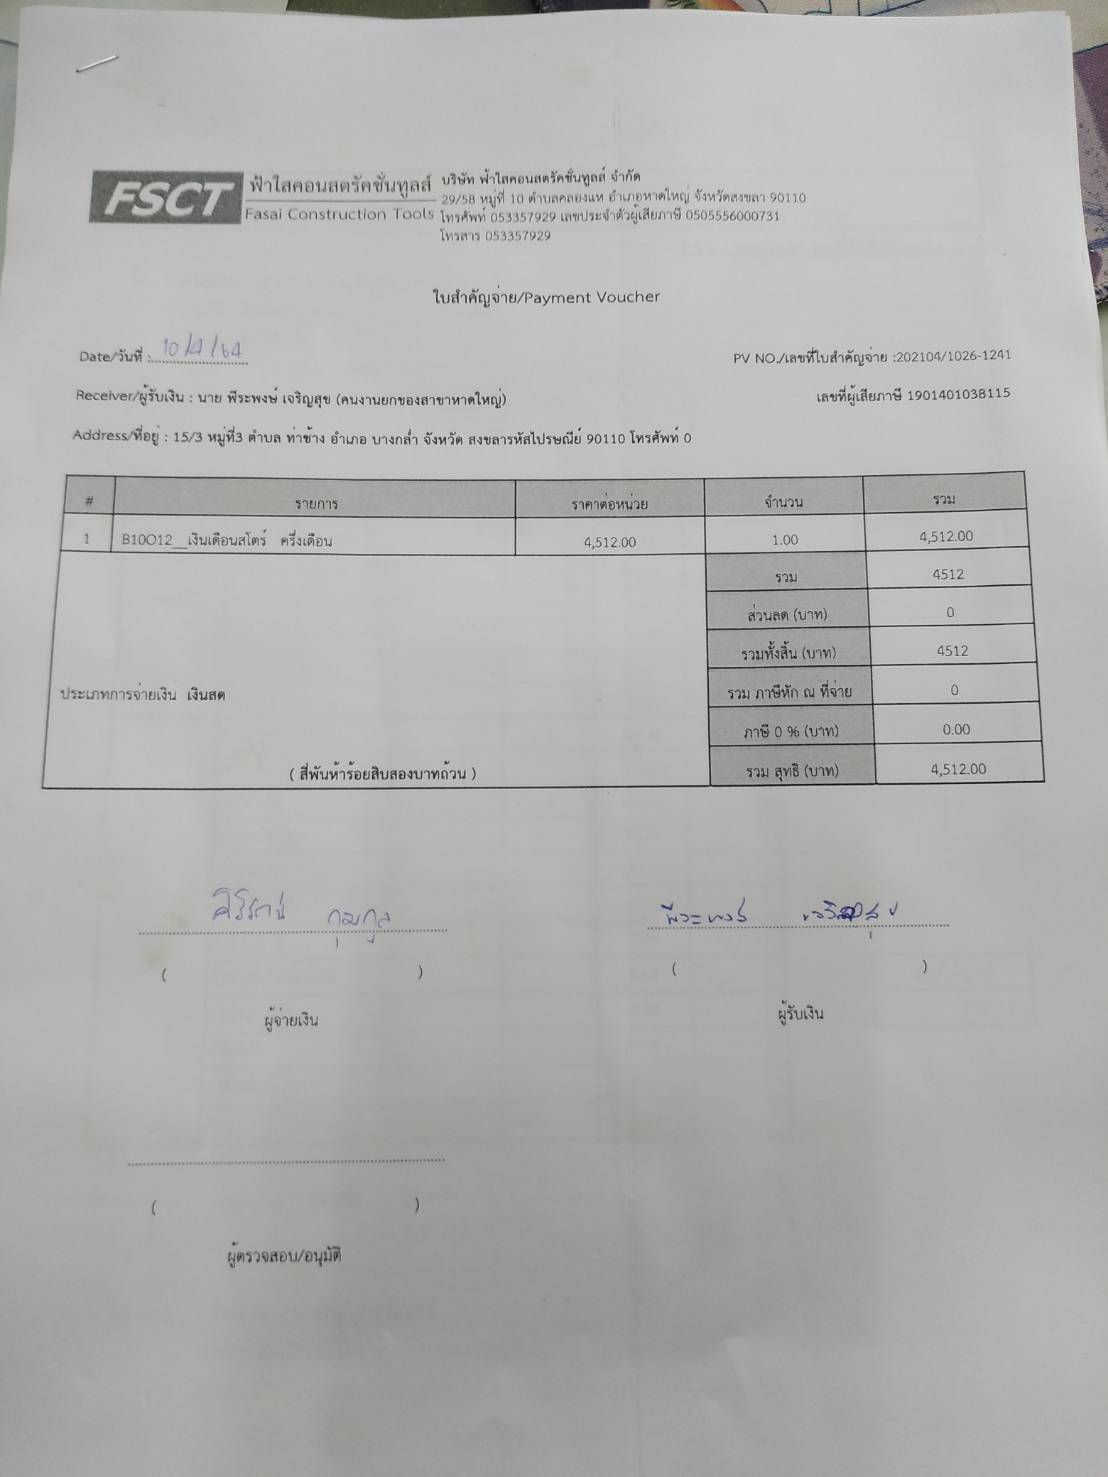 FSCT
ฟ้าใสคอนสตรัคชั่นทูลส์
Fasai Construction Tools
บริษัท ฟ้าใสคอนสตรัคชั่นทูลส์ จำกัด
29/58 หมู่ที่ 10 ตำบลคลองแห อำเภอหาดใหญ่ จังหวัดสงขลา 90110
โทรศัพท์ 053357929 เลขประจำตัวผู้เสียภาษี 0505556000731
โทรสาร 053357929
ใบสำคัญจ่าย/Payment Voucher
Date/วันที่ : 10/4/64
PV NO./เลขที่ใบสำคัญจ่าย :202104/1026-1241
Receiver/ผู้รับเงิน : นาย พีระพงษ์ เจริญสุข (คนงานยกของสาขาหาดใหญ่)
เลขที่ผู้เสียภาษี 1901401038115
Address/ที่อยู่ : 15/3 หมู่ที่3 ตำบล ท่าช้าง อำเภอ บางกล่ำ จังหวัด สงขลารหัสไปรษณีย์ 90110 โทรศัพท์ 0
# รายการ ราคาต่อหน่วย จำนวน รวม
1 B10O12__เงินเดือนสโตร์ ครึ่งเดือน 4,512.00 1.00 4,512.00
รวม 4512
ส่วนลด (บาท) 0
รวมทั้งสิ้น (บาท) 4512
ประเภทการจ่ายเงิน เงินสด
รวม ภาษีหัก ณ ที่จ่าย 0
ภาษี 0 % (บาท) 0.00
( สี่พันห้าร้อยสิบสองบาทถ้วน )
รวม สุทธิ (บาท) 4,512.00
พีระพงษ์ เจริญสุข
( )
( )
ผู้จ่ายเงิน
ผู้รับเงิน
( )
ผู้ตรวจสอบ/อนุมัติ